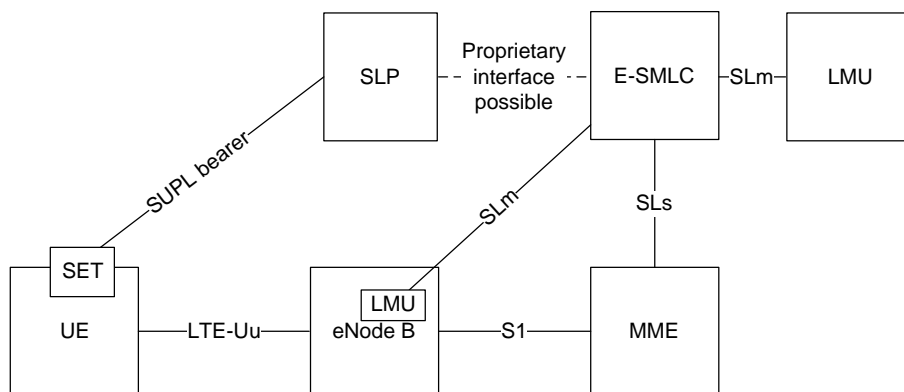 SLP
Proprietary
interface
possible
E-SMLC
SLm
LMU
SUPL bearer
SLm
SLs
SET
UE
LTE-Uu
LMU
eNode B
S1
MME